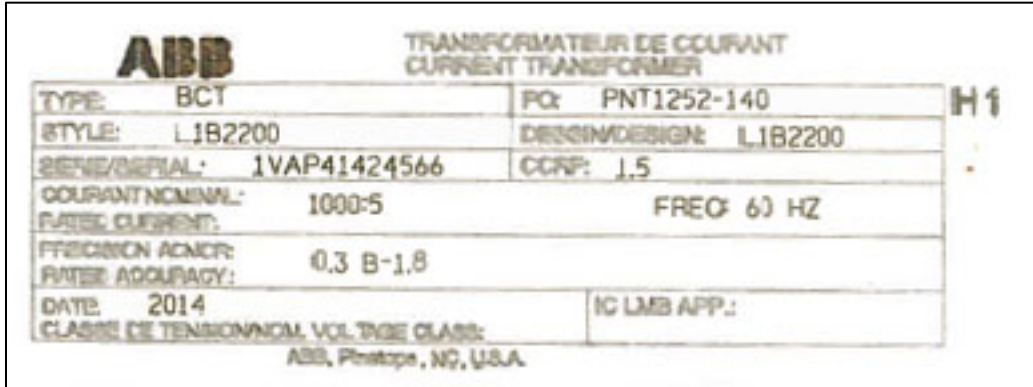 ABB
TRANSFORMATEUR DE COURANT
CURRENT TRANSFORMER
TYPE: BCT PO: PNT1252-140
H1
STYLE: L1B2200 DESSIN/DESIGN: L1B2200
SERIE/SERIAL: 1VAP41424566 CCRF: 1.5
COURANT NOMINAL: 1000:5 FREQ: 60 HZ
RATED CURRENT:
PRECISION 0.3 B-1.8
RATED ACCURACY:
DATE: 2014 IC LMB APP.:
CLASSE DE TENSION/NOM. VOLTAGE CLASS:
ABB, Pinetops, NC, U.S.A.